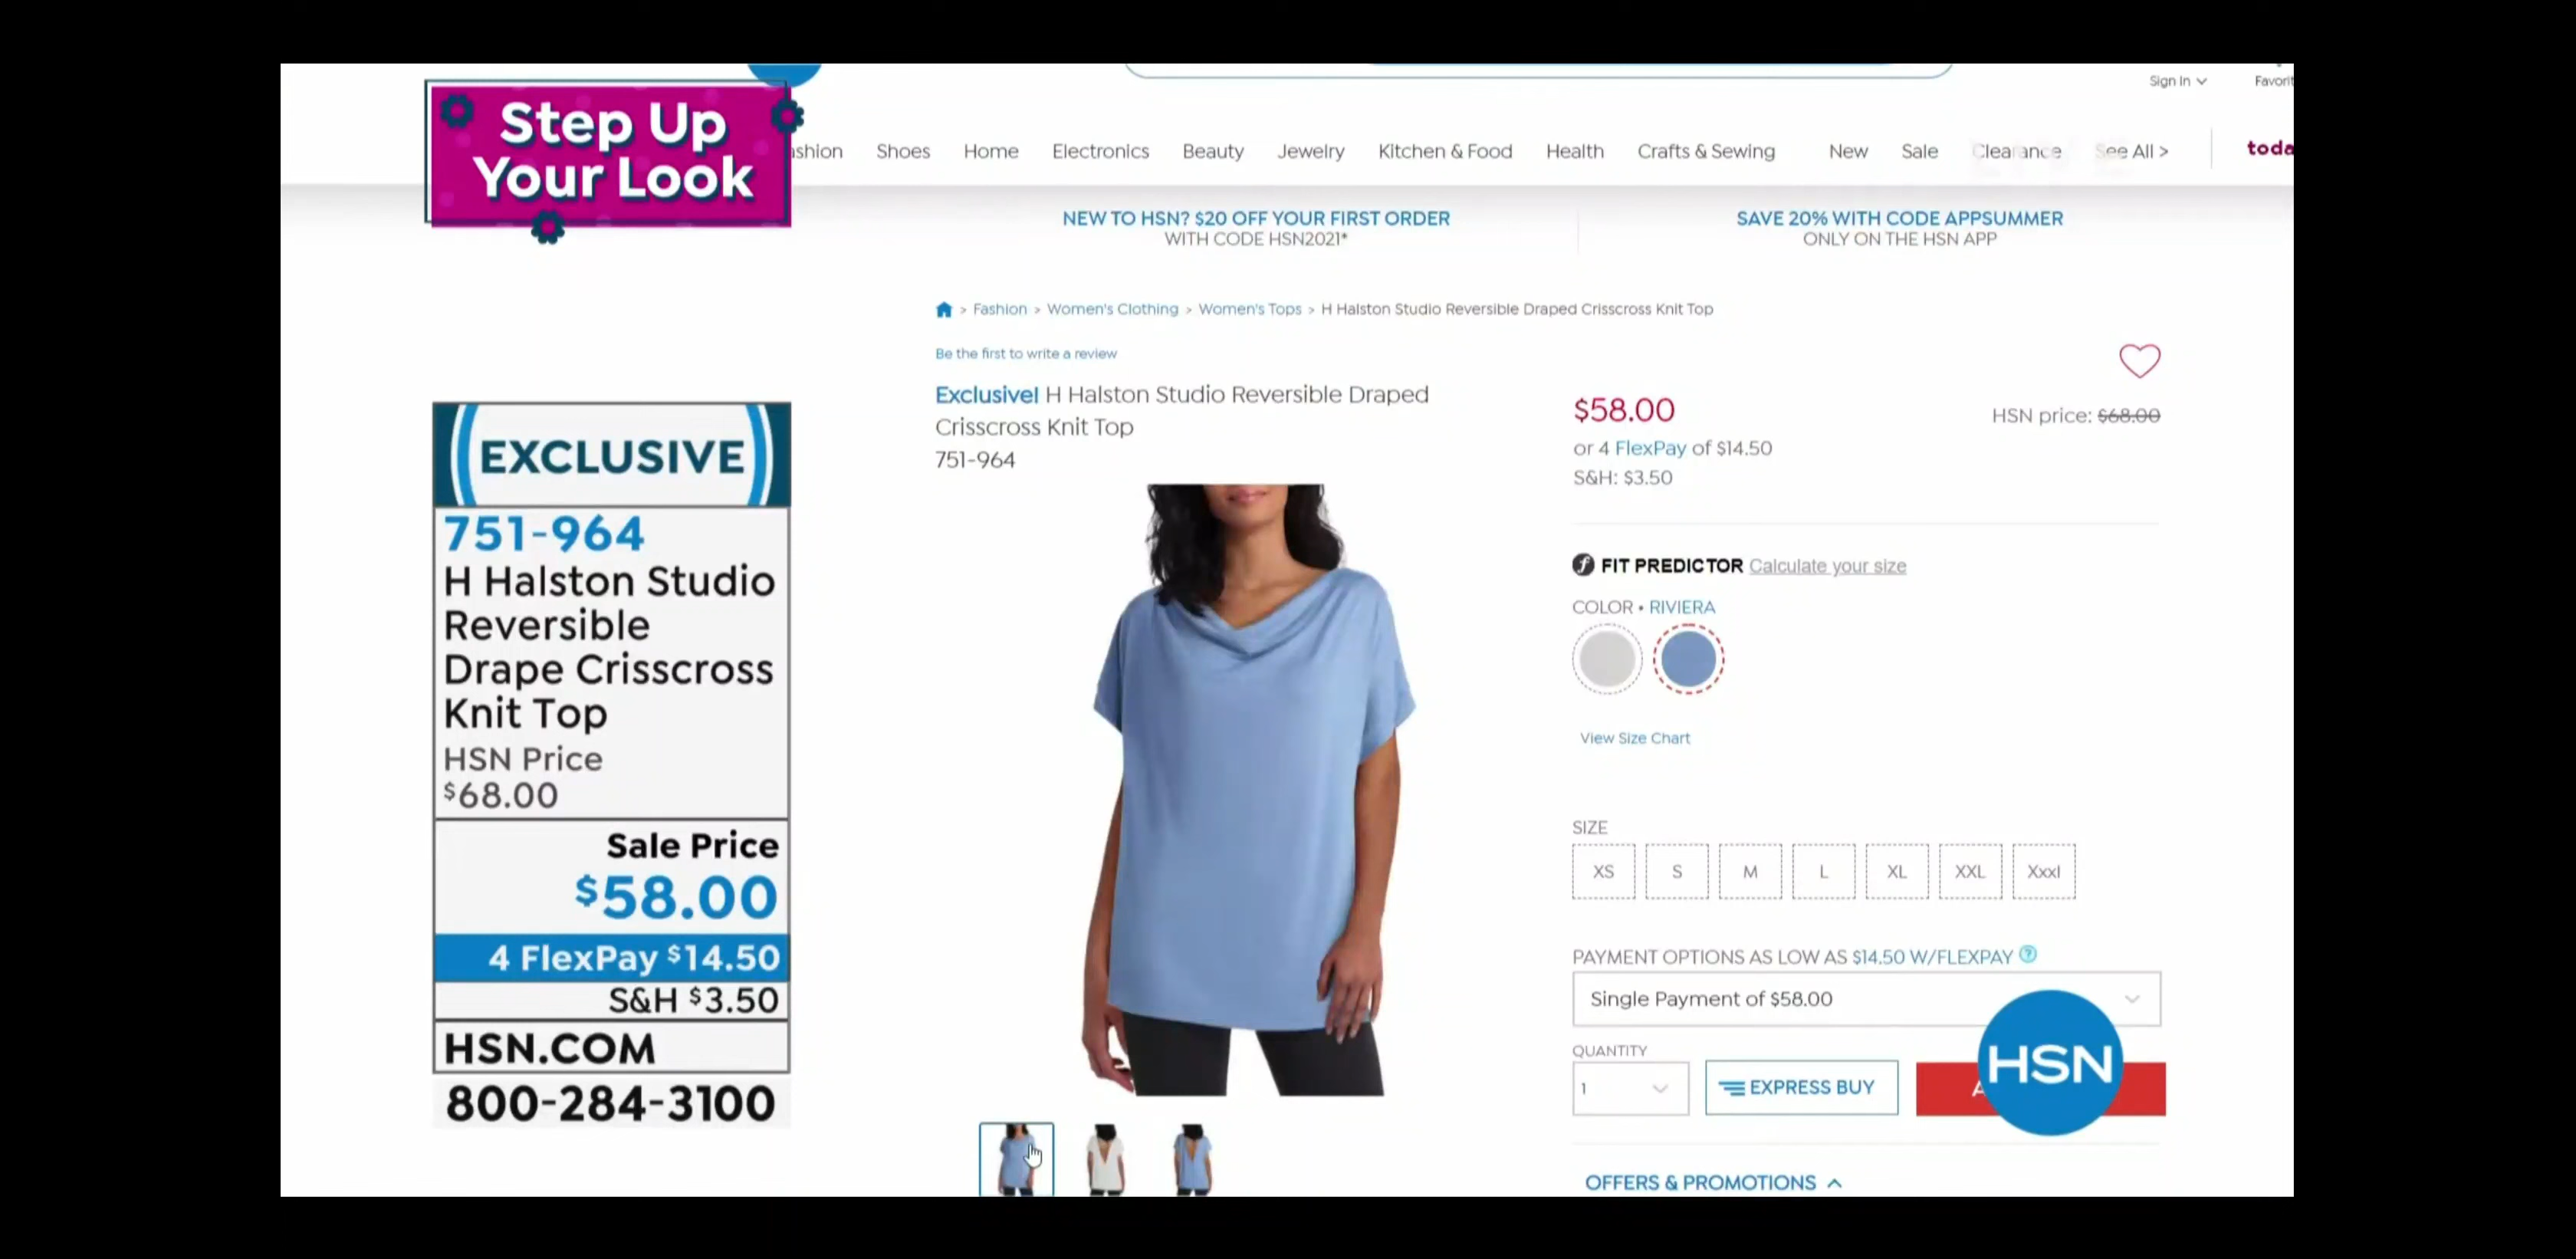 Step Up
Your Look
Sign In
Shoes
Home
Electronics
Beauty
Jewelry
Kitchen & Food
Health
Crafts & Sewing
New
Sale
Clearance
See All >
NEW TO HSN? $20 OFF YOUR FIRST ORDER
WITH CODE HSN2021*
SAVE 20% WITH CODE APPSUMMER
ONLY ON THE HSN APP
> Fashion > Women's Clothing > Women's Tops > H Halston Studio Reversible Draped Crisscross Knit Top
Be the first to write a review
Exclusive! H Halston Studio Reversible Draped
Crisscross Knit Top
751-964
EXCLUSIVE
751-964
H Halston Studio
Reversible
Drape Crisscross
Knit Top
HSN Price
$68.00
Sale Price
$58.00
4 FlexPay $14.50
S&H $3.50
HSN.COM
800-284-3100
$58.00
HSN price: $68.00
or 4 FlexPay of $14.50
S&H: $3.50
FIT PREDICTOR Calculate your size
COLOR • RIVIERA
View Size Chart
SIZE
XS
S
M
L
XL
XXL
Xxxl
PAYMENT OPTIONS AS LOW AS $14.50 W/FLEXPAY ?
Single Payment of $58.00
QUANTITY
1
EXPRESS BUY
HSN
OFFERS & PROMOTIONS